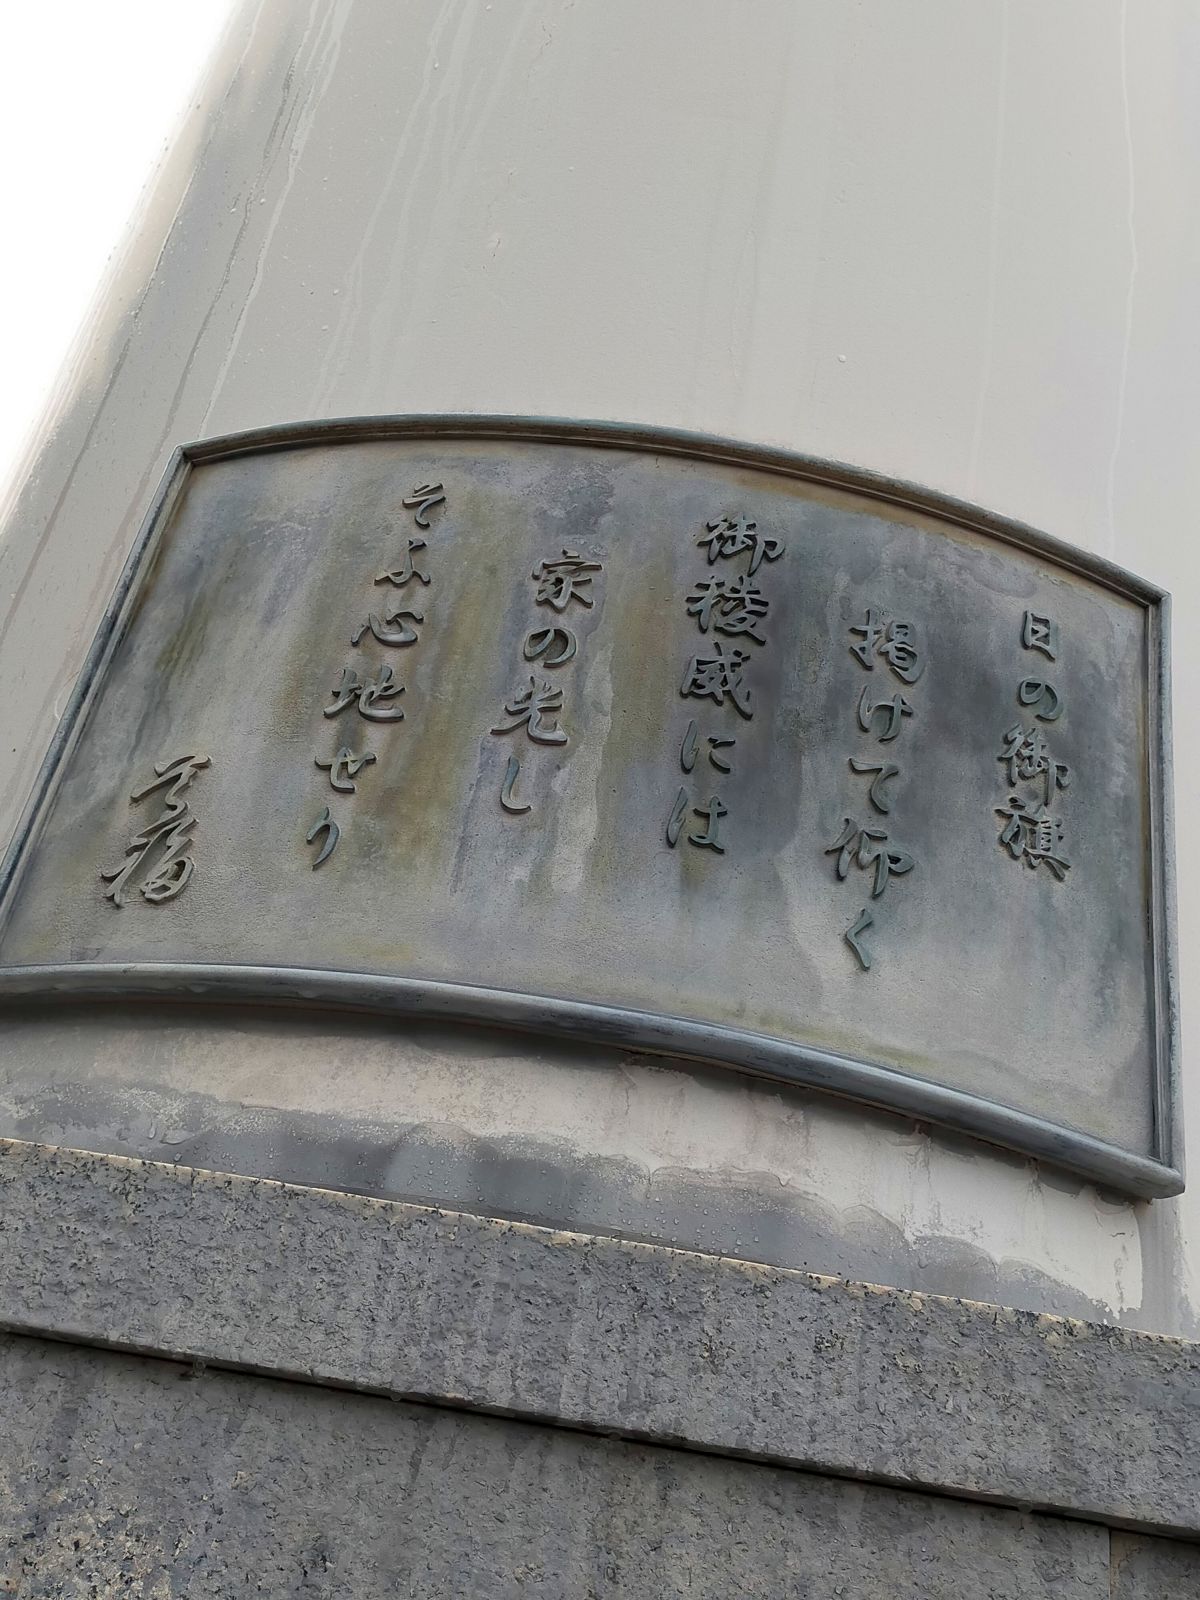 日の御旗
掲けて仰く
御稜威には
家の光し
そふ心地せり